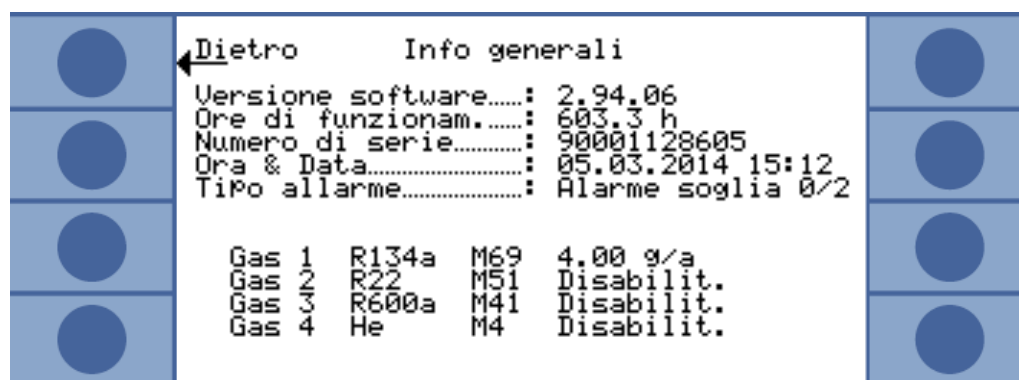 Dietro Info generali
Versione software.....: 2.94.06
Ore di funzionam......: 603.3 h
Numero di serie.........: 90001128605
Ora & Data......................: 05.03.2014 15:12
Tipo allarme.................: Alarme soglia 0/2
Gas 1 R134a M69 4.00 g/a
Gas 2 R22 M51 Disabilit.
Gas 3 R600a M41 Disabilit.
Gas 4 He M4 Disabilit.